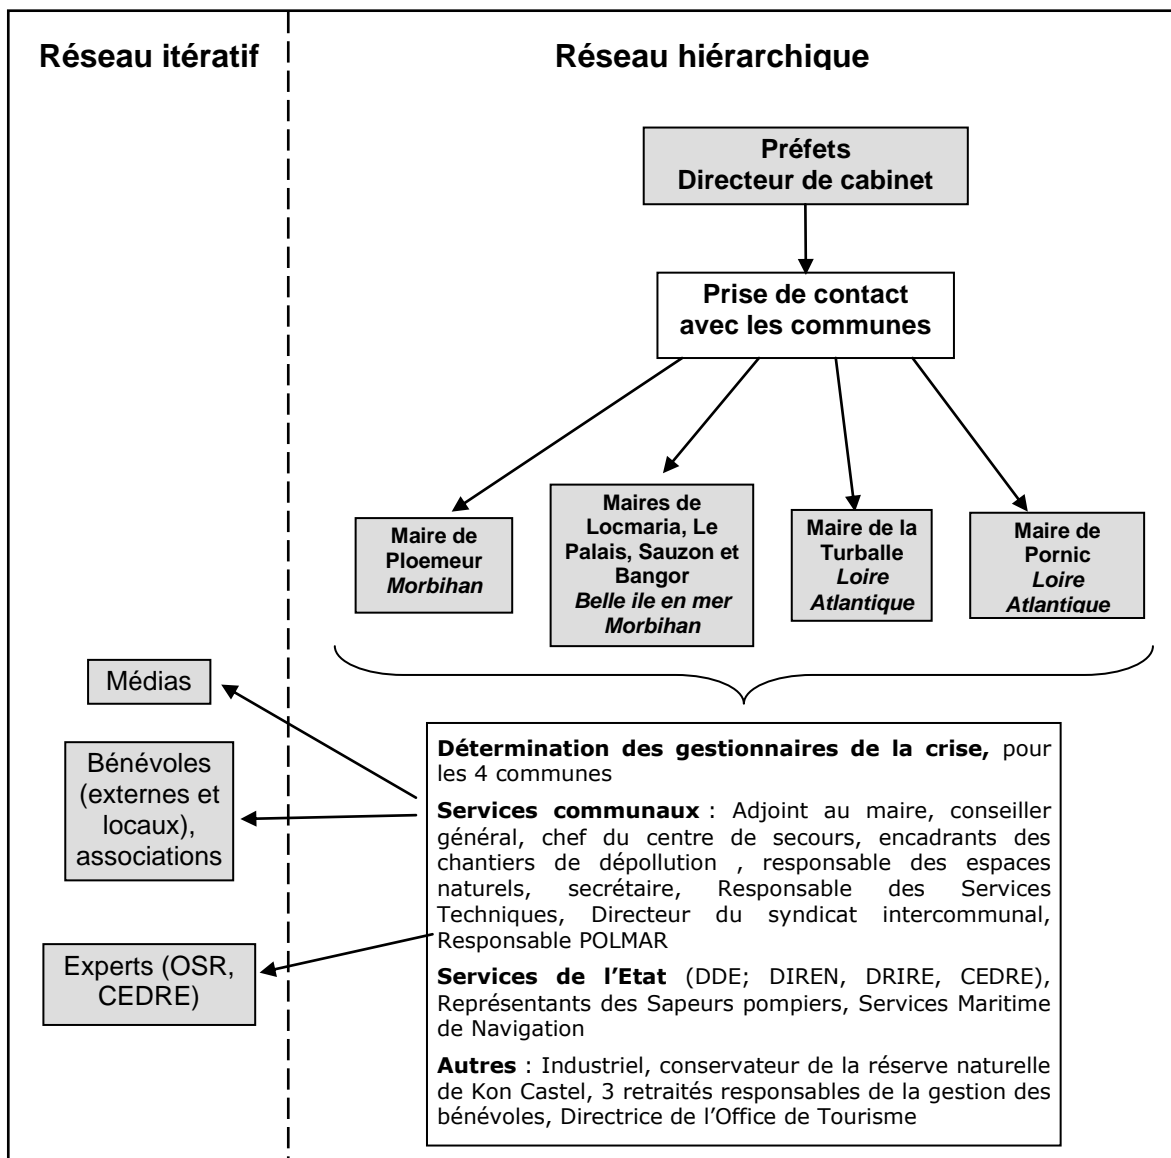 Réseau itératif
Réseau hiérarchique
Préfets
Directeur de cabinet
Prise de contact
avec les communes
Maire de
Ploemeur
Morbihan
Maires de
Locmaria, Le
Palais, Sauzon et
Bangor
Belle ile en mer
Morbihan
Maire de la
Turballe
Loire
Atlantique
Maire de
Pornic
Loire
Atlantique
Médias
Bénévoles
(externes et
locaux),
associations
Experts (OSR,
CEDRE)
Détermination des gestionnaires de la crise, pour
les 4 communes
Services communaux : Adjoint au maire, conseiller
général, chef du centre de secours, encadrants des
chantiers de dépollution , responsable des espaces
naturels, secrétaire, Responsable des Services
Techniques, Directeur du syndicat intercommunal,
Responsable POLMAR
Services de l'Etat (DDE; DIREN, DRIRE, CEDRE),
Représentants des Sapeurs pompiers, Services Maritime
de Navigation
Autres : Industriel, conservateur de la réserve naturelle
de Kon Castel, 3 retraités responsables de la gestion des
bénévoles, Directrice de l'Office de Tourisme